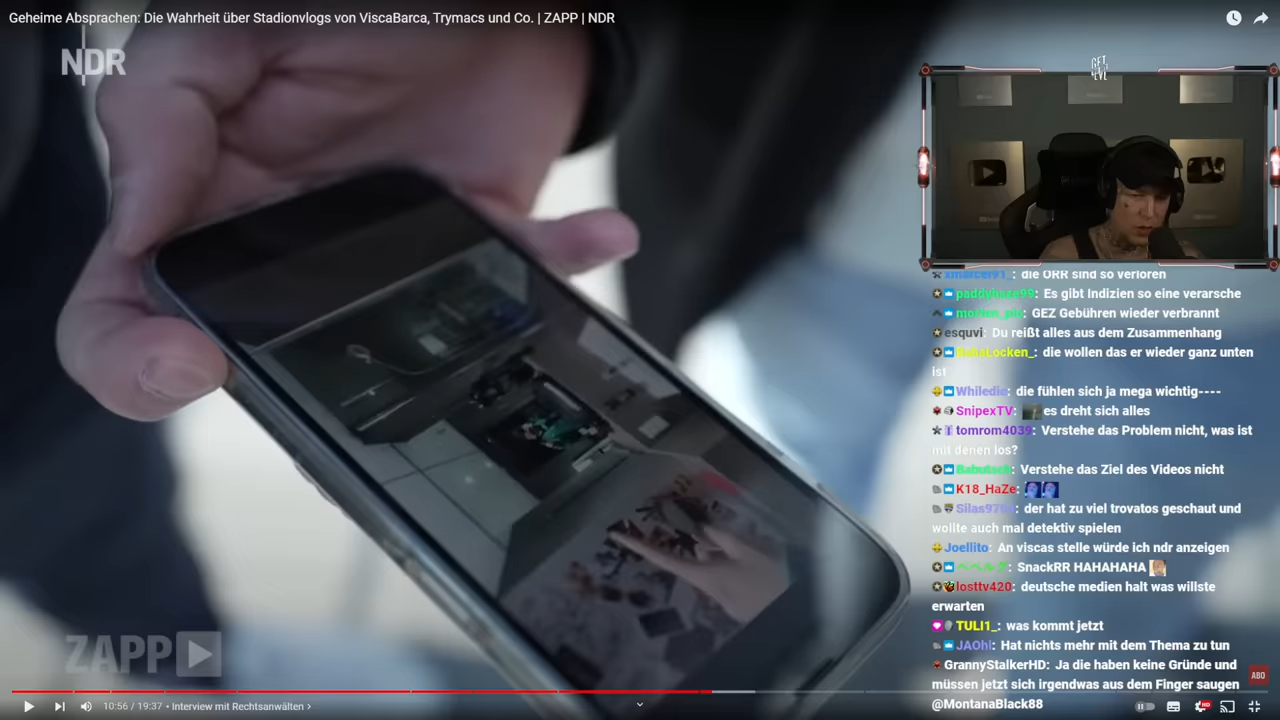 Geheime Absprachen: Die Wahrheit über Stadionvlogs von ViscaBarca, Trymacs und Co. | ZAPP | NDR
NDR
GET
: die ÖRR sind so verloren
paddyhaze99: Es gibt Indizien so eine verarsche
: GEZ Gebühren wieder verbrannt
esquvi: Du reißt alles aus dem Zusammenhang
BabaLocken_: die wollen das er wieder ganz unten
ist
Whiledie: die fühlen sich ja mega wichtig----
SnipexTV: es dreht sich alles
tomrom4039: Verstehe das Problem nicht, was ist
mit denen los?
: Verstehe das Ziel des Videos nicht
K18_HaZe:
: der hat zu viel trovatos geschaut und
wollte auch mal detektiv spielen
Joellito: An viscas stelle würde ich ndr anzeigen
: SnackRR HAHAHAHA
losttv420: deutsche medien halt was willste
erwarten
TULI1_: was kommt jetzt
JAOhi: Hat nichts mehr mit dem Thema zu tun
GrannyStalkerHD: Ja die haben keine Gründe und
müssen jetzt sich irgendwas aus dem Finger saugen
@MontanaBlack88
ABO
ZAPP
10:56 / 19:37 • Interview mit Rechtsanwälten >
HD